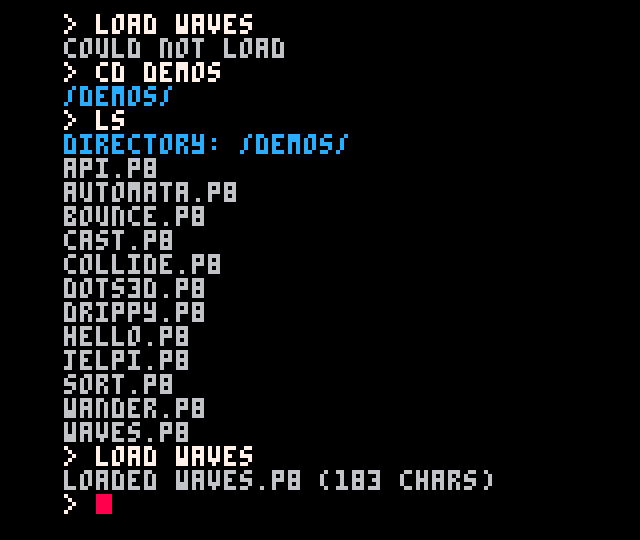 > LOAD WAVES
COULD NOT LOAD
> CD DEMOS
/DEMOS/
> LS
DIRECTORY: /DEMOS/
API.P8
AUTOMATA.P8
BOUNCE.P8
CAST.P8
COLLIDE.P8
DOTS3D.P8
DRIPPY.P8
HELLO.P8
JELPI.P8
SORT.P8
WANDER.P8
WAVES.P8
> LOAD WAVES
LOADED WAVES.P8 (183 CHARS)
>